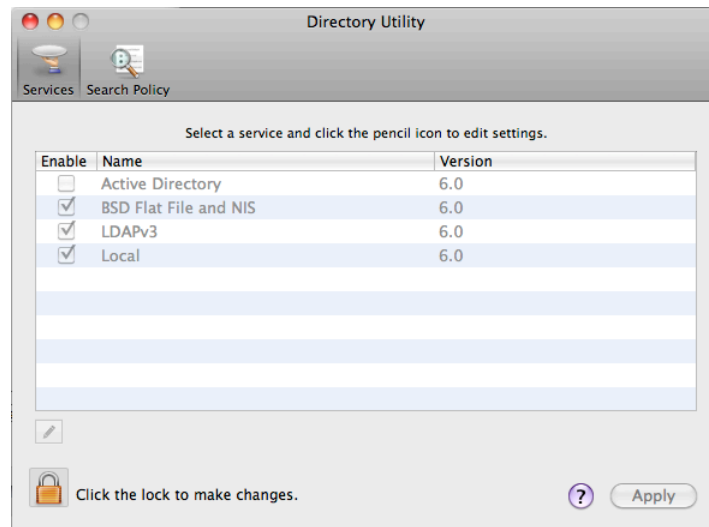 Directory Utility
Services Search Policy
Select a service and click the pencil icon to edit settings.
Enable Name Version
Active Directory 6.0
BSD Flat File and NIS 6.0
LDAPv3 6.0
Local 6.0
Click the lock to make changes.
? Apply